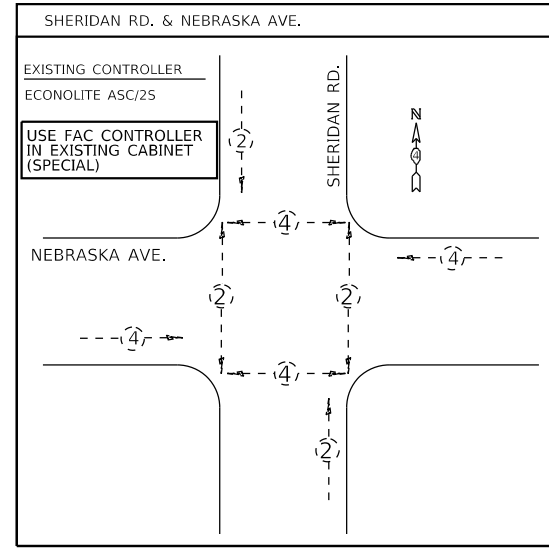 SHERIDAN RD. & NEBRASKA AVE.
EXISTING CONTROLLER
ECONOLITE ASC/2S
USE FAC CONTROLLER
IN EXISTING CABINET
(SPECIAL)
SHERIDAN RD.
N
4
2
4
NEBRASKA AVE.
4
2
2
4
4
2